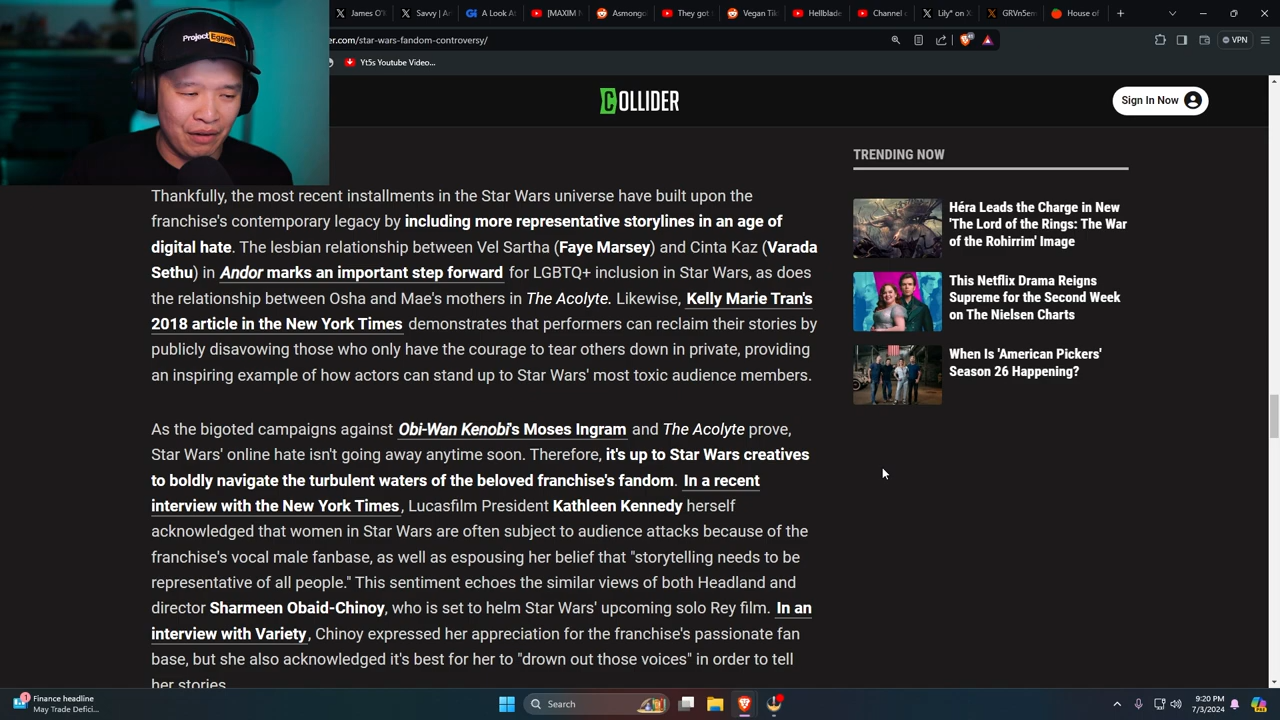 James O'
Savvy | Ar
A Look At
[MAXIM N
Asmongo
They got
Vegan Tik
Hellblade
Channel c
Lily* on X
GRVn5em
House of
er.com/star-wars-fandom-controversy/
VPN
Yt5s Youtube Video...
Project Eggroll
COLLIDER
Sign In Now
Thankfully, the most recent installments in the Star Wars universe have built upon the
franchise's contemporary legacy by including more representative storylines in an age of
digital hate. The lesbian relationship between Vel Sartha (Faye Marsey) and Cinta Kaz (Varada
Sethu) in Andor marks an important step forward for LGBTQ+ inclusion in Star Wars, as does
the relationship between Osha and Mae's mothers in The Acolyte. Likewise, Kelly Marie Tran's
2018 article in the New York Times demonstrates that performers can reclaim their stories by
publicly disavowing those who only have the courage to tear others down in private, providing
an inspiring example of how actors can stand up to Star Wars' most toxic audience members.
As the bigoted campaigns against Obi-Wan Kenobi's Moses Ingram and The Acolyte prove,
Star Wars' online hate isn't going away anytime soon. Therefore, it's up to Star Wars creatives
to boldly navigate the turbulent waters of the beloved franchise's fandom. In a recent
interview with the New York Times, Lucasfilm President Kathleen Kennedy herself
acknowledged that women in Star Wars are often subject to audience attacks because of the
franchise's vocal male fanbase, as well as espousing her belief that "storytelling needs to be
representative of all people." This sentiment echoes the similar views of both Headland and
director Sharmeen Obaid-Chinoy, who is set to helm Star Wars' upcoming solo Rey film. In an
interview with Variety, Chinoy expressed her appreciation for the franchise's passionate fan
base, but she also acknowledged it's best for her to "drown out those voices" in order to tell
her stories.
TRENDING NOW
Héra Leads the Charge in New
'The Lord of the Rings: The War
of the Rohirrim' Image
This Netflix Drama Reigns
Supreme for the Second Week
on The Nielsen Charts
When Is 'American Pickers'
Season 26 Happening?
1
Finance headline
May Trade Defici...
Search
9:20 PM
7/3/2024